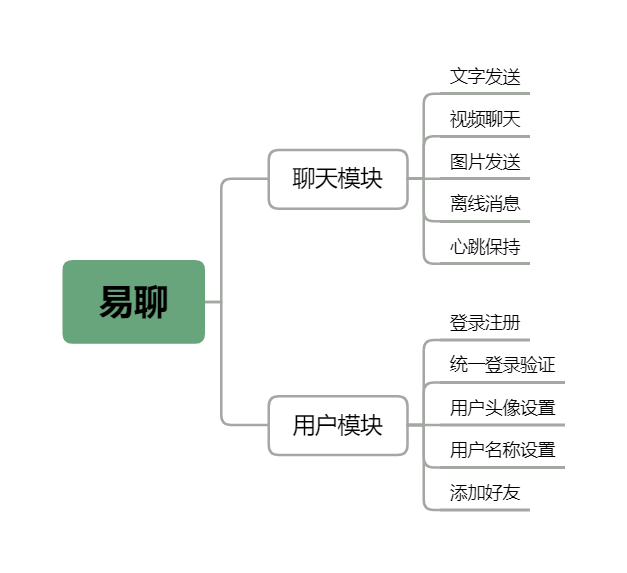 易聊
聊天模块
文字发送
视频聊天
图片发送
离线消息
心跳保持
用户模块
登录注册
统一登录验证
用户头像设置
用户名称设置
添加好友